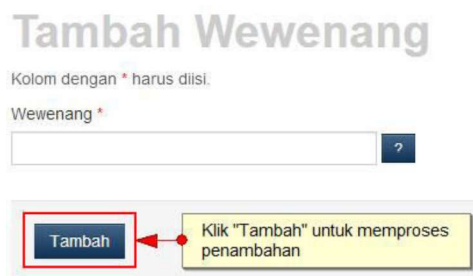 Tambah Wewenang
Kolom dengan * harus diisi.
Wewenang *
?
Tambah
Klik "Tambah" untuk memproses
penambahan